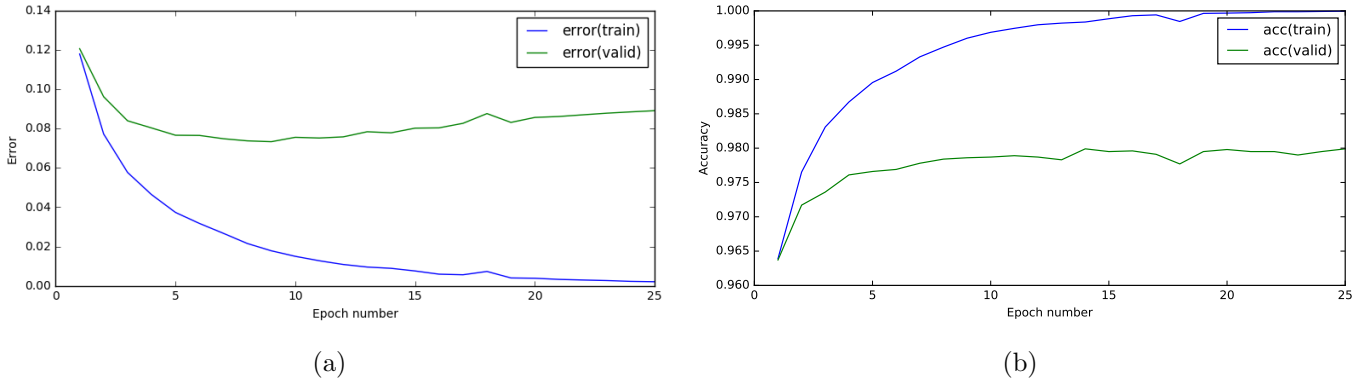 0.14
0.12
0.10
0.08
0.06
0.04
0.02
0.00
Error
0 5 10 15 20 25
Epoch number
error(train)
error(valid)
(a)
1.000
0.995
0.990
0.985
0.980
0.975
0.970
0.965
0.960
Accuracy
0 5 10 15 20 25
Epoch number
acc(train)
acc(valid)
(b)